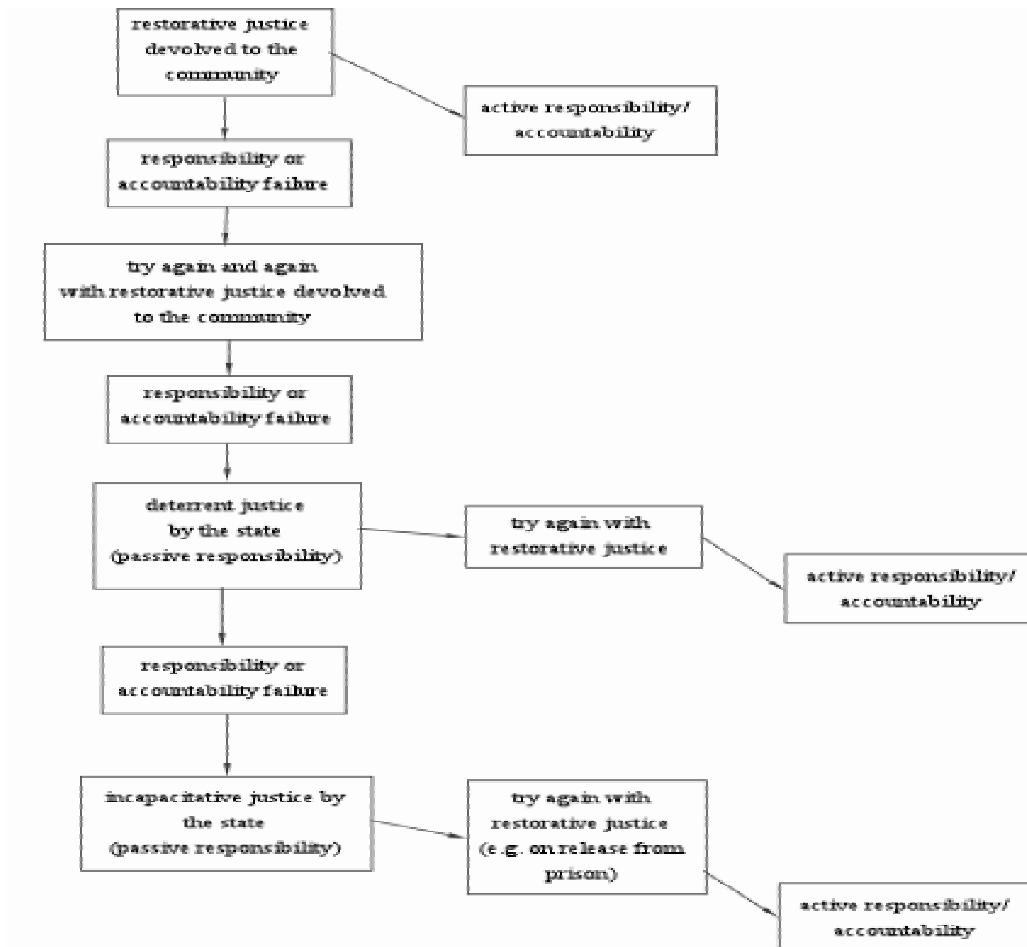 restorative justice
devolved to the
community
active responsibility/
accountability
responsibility or
accountability failure
try again and again
with restorative justice devolved
to the community
responsibility or
accountability failure
deterrent justice
by the state
(passive responsibility)
try again with
restorative justice
active responsibility/
accountability
responsibility or
accountability failure
incapacitative justice by
the state
(passive responsibility)
try again with
restorative justice
(e.g. on release from
prison)
active responsibility/
accountability